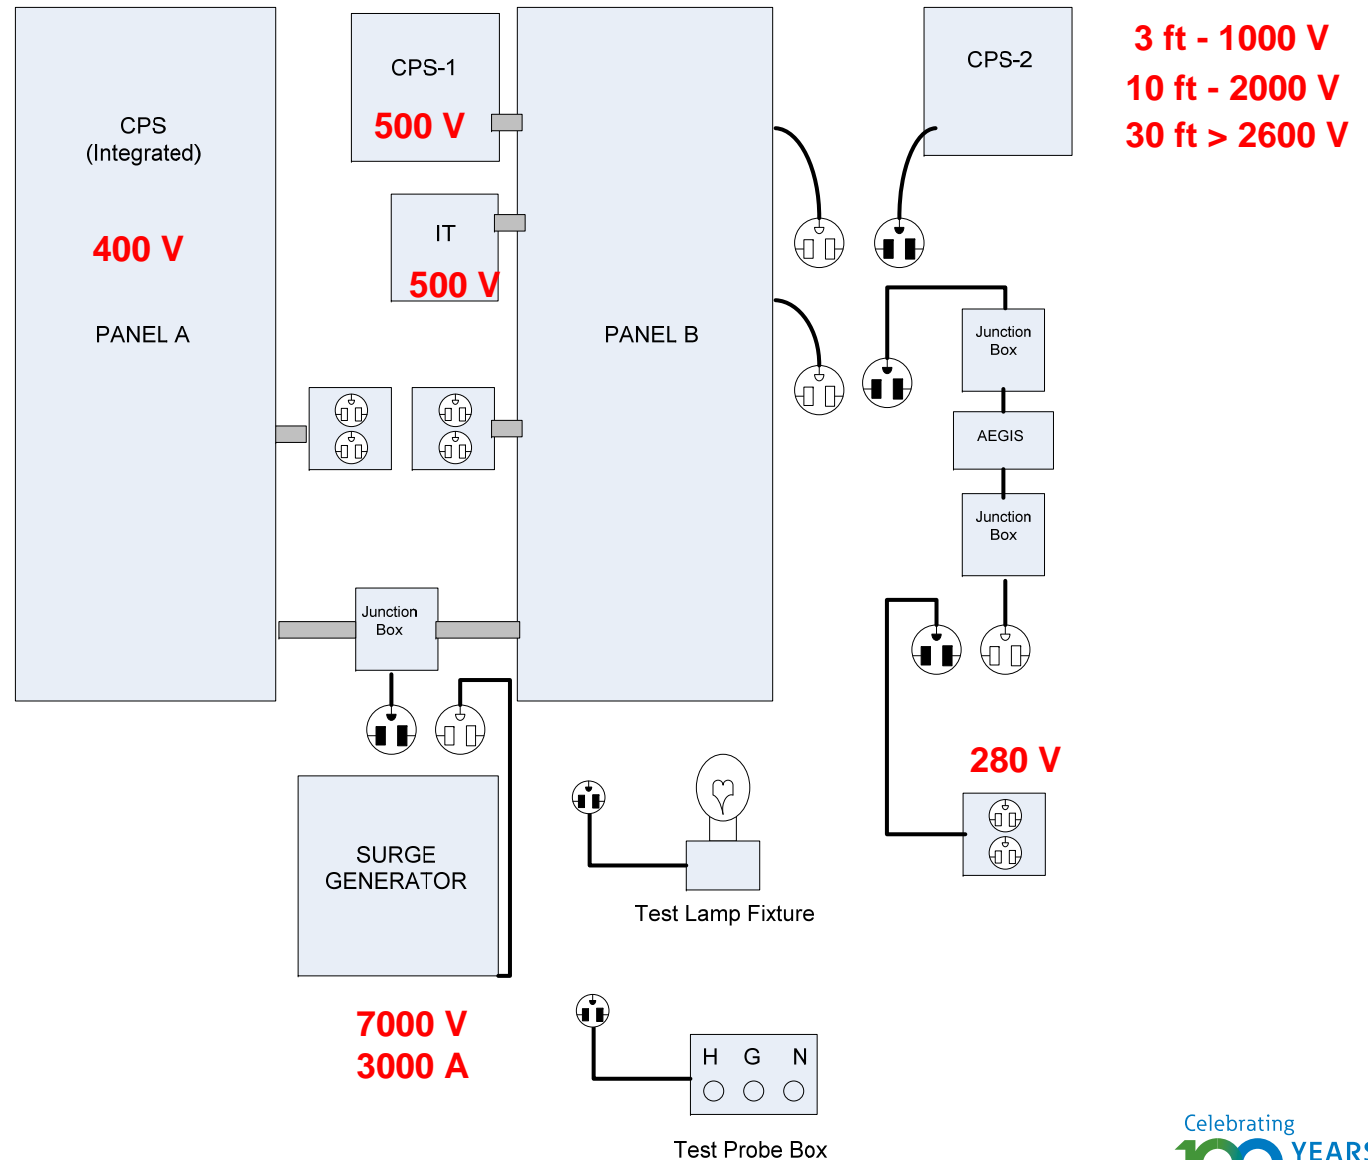 CPS
(Integrated)
400 V
PANEL A
CPS-1
500 V
IT
500 V
PANEL B
CPS-2
3 ft - 1000 V
10 ft - 2000 V
30 ft > 2600 V
Junction
Box
AEGIS
Junction
Box
280 V
Junction
Box
SURGE
GENERATOR
7000 V
3000 A
Test Lamp Fixture
H G N
Test Probe Box
Celebrating
100 YEARS